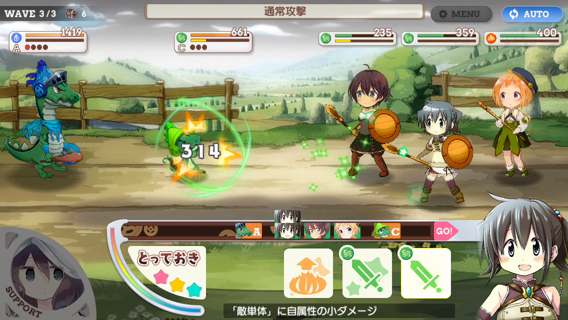 WAVE 3/3 6
通常攻撃
MENU
AUTO
1419
A
661
C
235
359
400
314
A C GO!
とっておき
SUPPORT
「敵単体」に自属性の小ダメージ